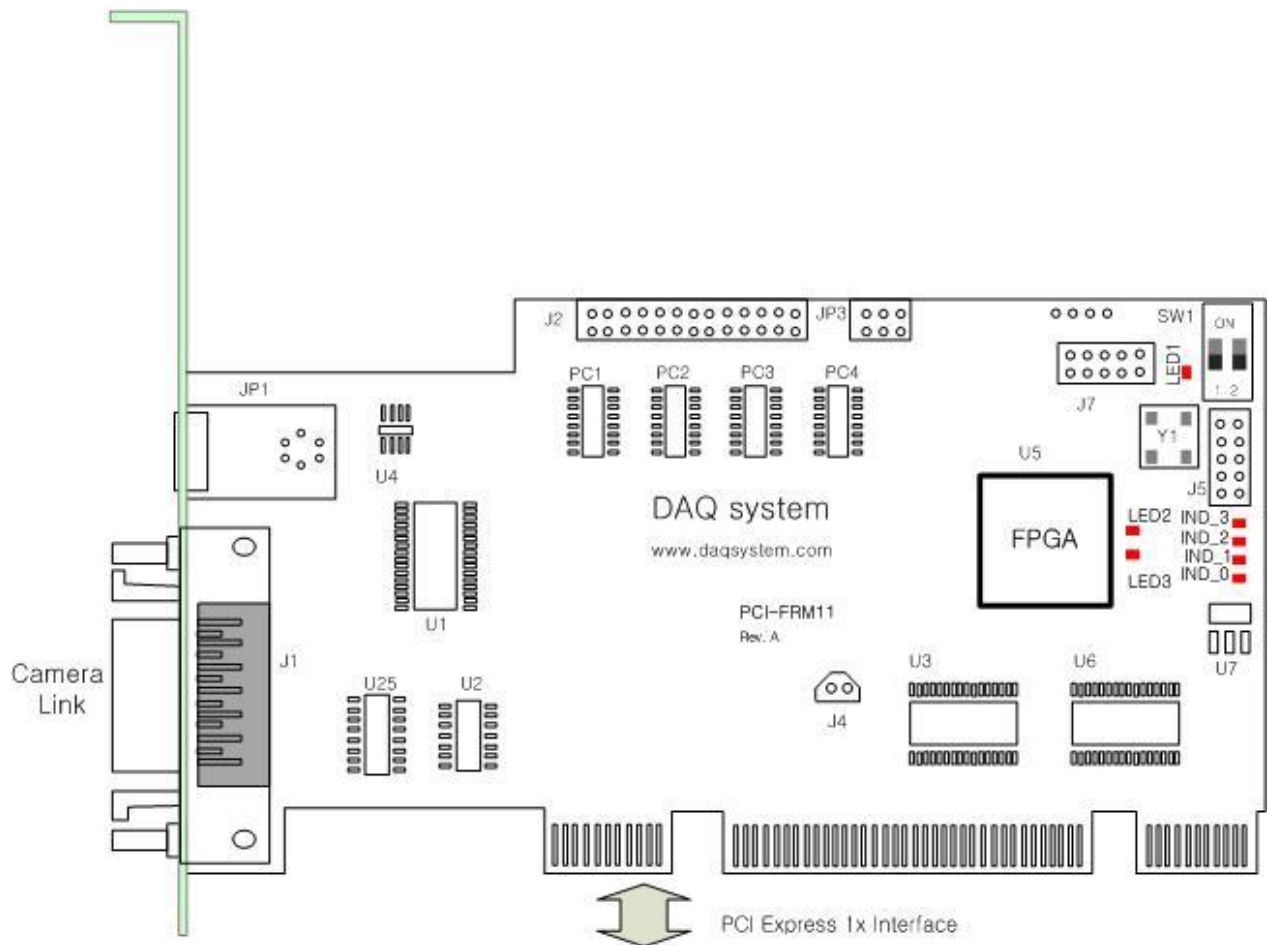 J2
JP3
SW1
ON
1 2
LED1
J7
PC1
PC2
PC3
PC4
JP1
U4
Y1
U5
J5
DAQ system
www.daqsystem.com
FPGA
LED2
LED3
IND_3
IND_2
IND_1
IND_0
U1
PCI-FRM11
Rev. A
U7
Camera
Link
J1
U25
U2
J4
U3
U6
PCI Express 1x Interface